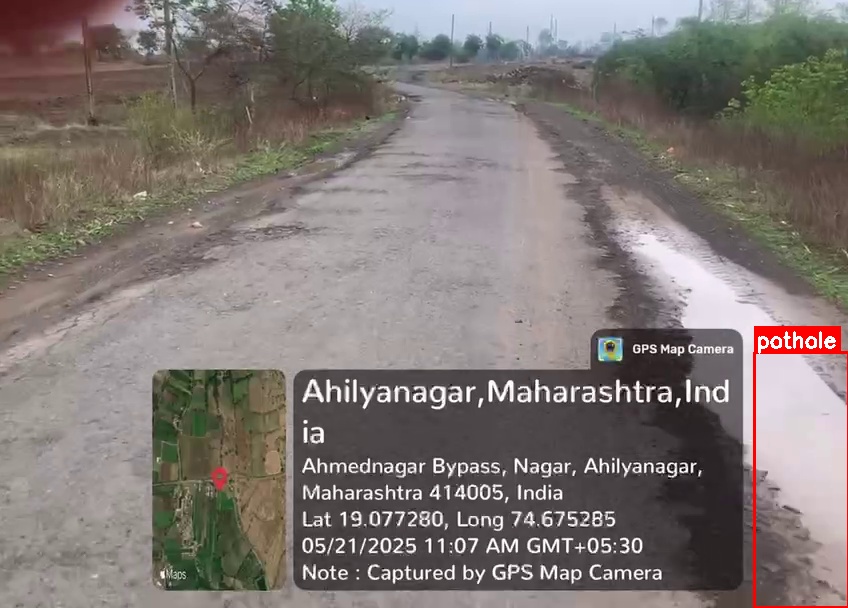 pothole
GPS Map Camera
Ahilyanagar,Maharashtra,Ind
ia
Ahmednagar Bypass, Nagar, Ahilyanagar,
Maharashtra 414005, India
Lat 19.077280, Long 74.675285
05/21/2025 11:07 AM GMT+05:30
Note : Captured by GPS Map Camera
Maps